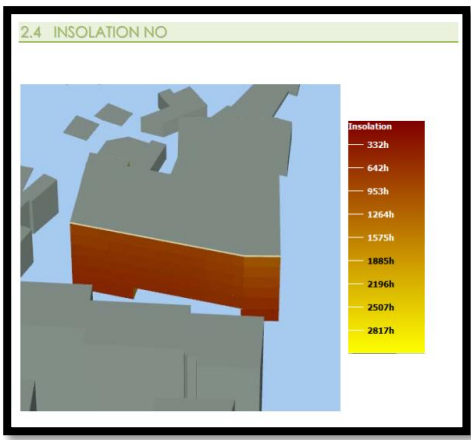 2.4 INSOLATION NO
Insolation
332h
642h
953h
1264h
1575h
1885h
2196h
2507h
2817h